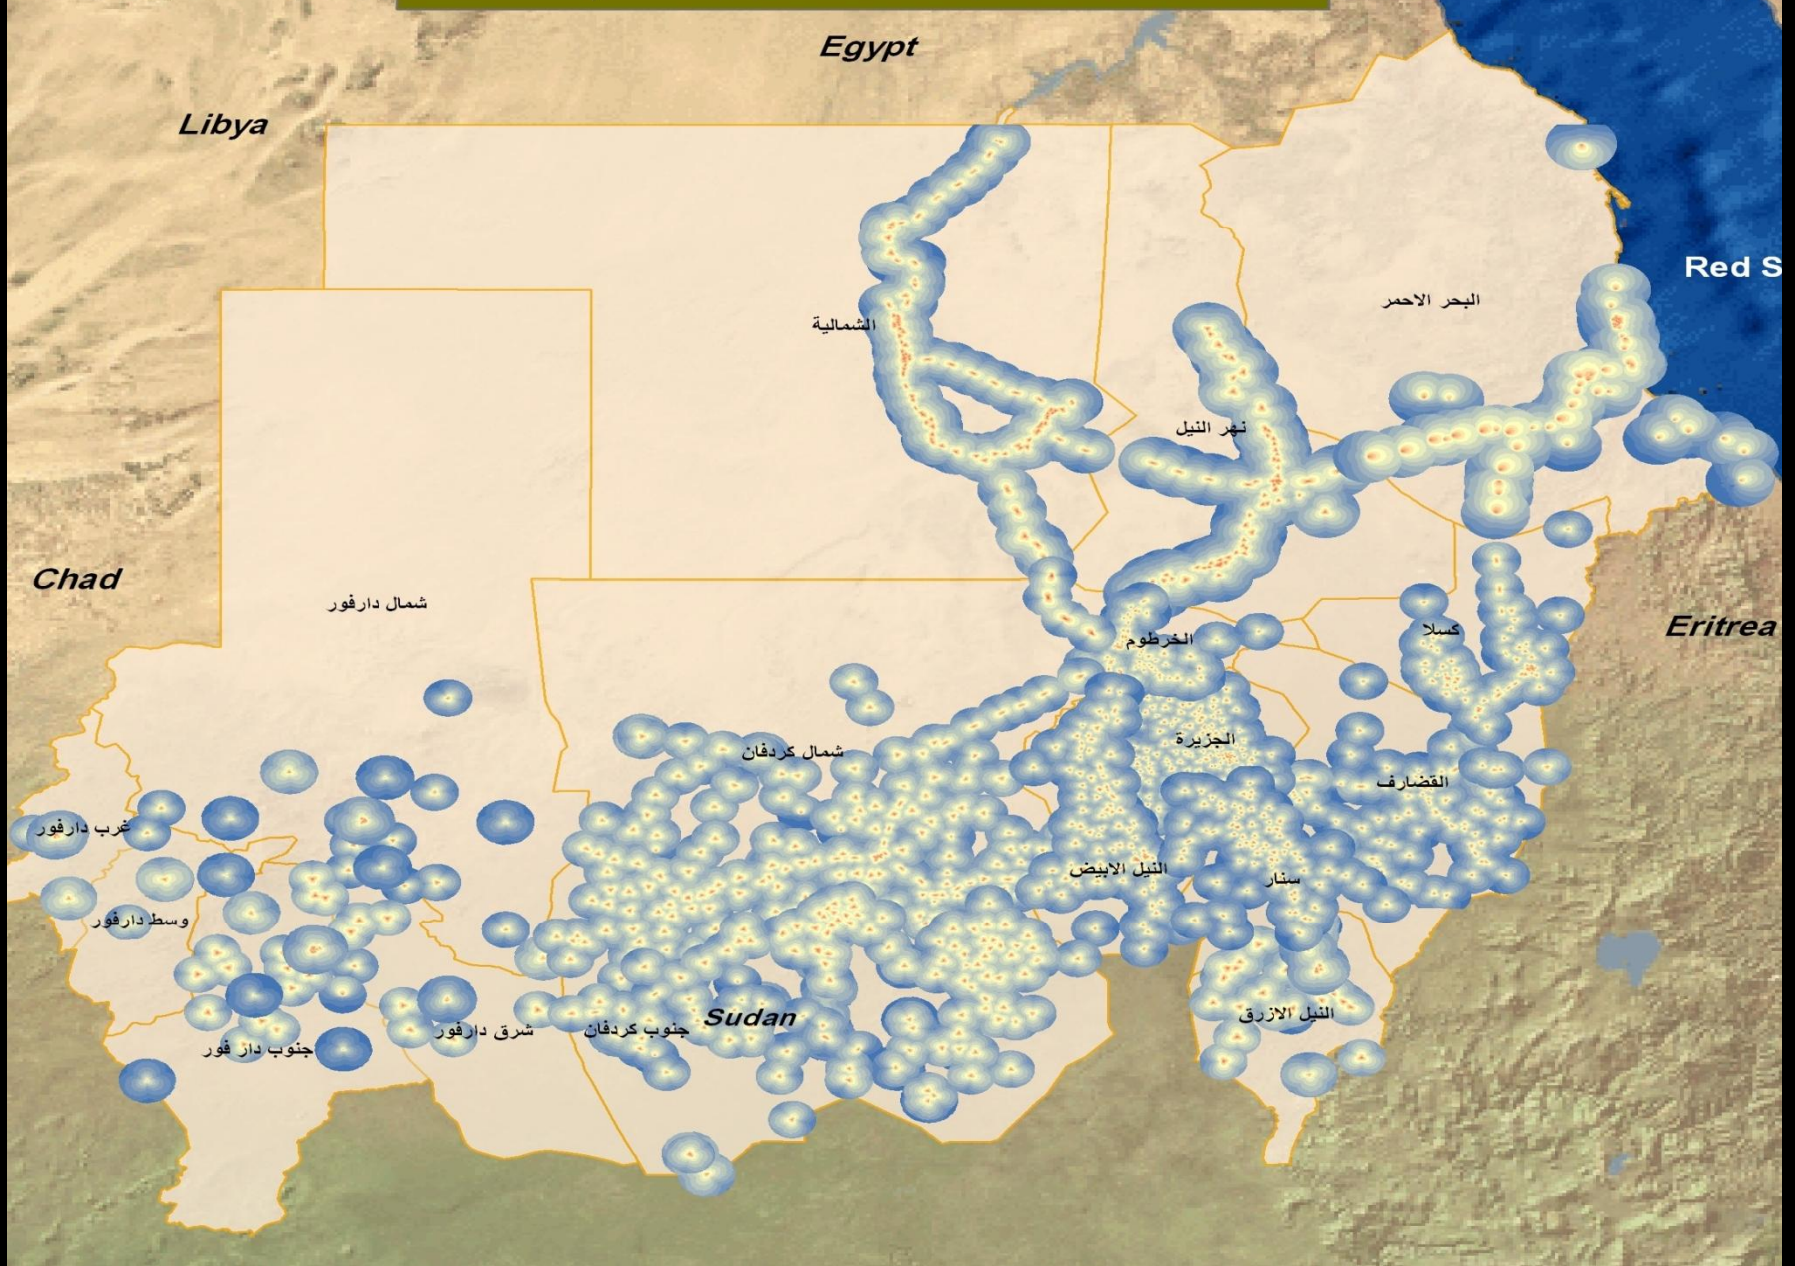 Egypt
Libya
Red S
البحر الاحمر
الشمالية
نهر النيل
Chad
شمال دارفور
Eritrea
كسلا
الخرطوم
الجزيرة
شمال كردفان
القضارف
غرب دارفور
النيل الابيض
سنار
وسط دارفور
النيل الازرق
Sudan
جنوب كردفان
شرق دارفور
جنوب دار فور